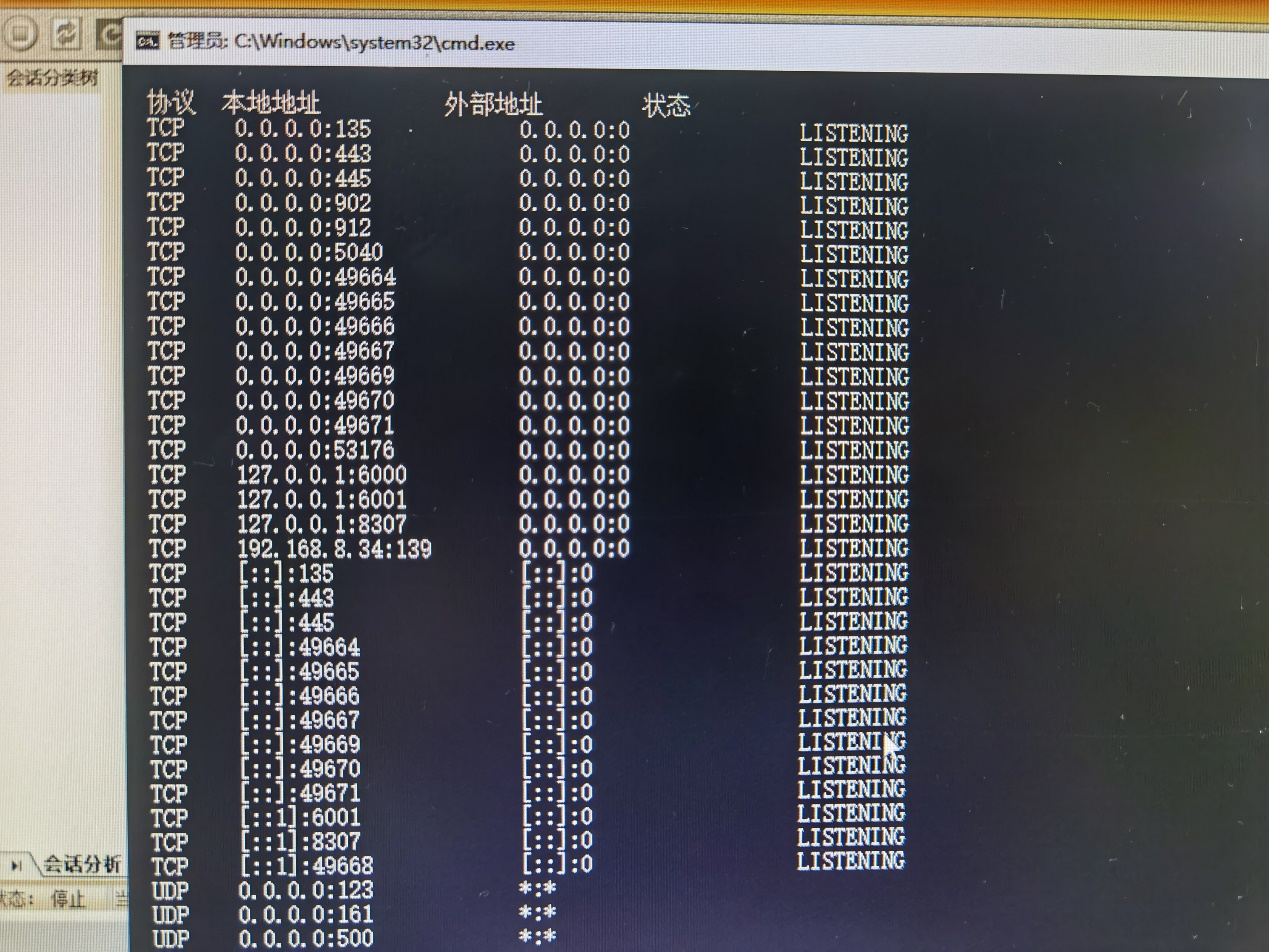 管理员: C:\Windows\system32\cmd.exe
会话分类树
协议 本地地址 外部地址 状态
TCP 0.0.0.0:135 0.0.0.0:0 LISTENING
TCP 0.0.0.0:443 0.0.0.0:0 LISTENING
TCP 0.0.0.0:445 0.0.0.0:0 LISTENING
TCP 0.0.0.0:902 0.0.0.0:0 LISTENING
TCP 0.0.0.0:912 0.0.0.0:0 LISTENING
TCP 0.0.0.0:5040 0.0.0.0:0 LISTENING
TCP 0.0.0.0:49664 0.0.0.0:0 LISTENING
TCP 0.0.0.0:49665 0.0.0.0:0 LISTENING
TCP 0.0.0.0:49666 0.0.0.0:0 LISTENING
TCP 0.0.0.0:49667 0.0.0.0:0 LISTENING
TCP 0.0.0.0:49669 0.0.0.0:0 LISTENING
TCP 0.0.0.0:49670 0.0.0.0:0 LISTENING
TCP 0.0.0.0:49671 0.0.0.0:0 LISTENING
TCP 0.0.0.0:53176 0.0.0.0:0 LISTENING
TCP 127.0.0.1:6000 0.0.0.0:0 LISTENING
TCP 127.0.0.1:6001 0.0.0.0:0 LISTENING
TCP 127.0.0.1:8307 0.0.0.0:0 LISTENING
TCP 192.168.8.34:139 0.0.0.0:0 LISTENING
TCP [::]:135 [::]:0 LISTENING
TCP [::]:443 [::]:0 LISTENING
TCP [::]:445 [::]:0 LISTENING
TCP [::]:49664 [::]:0 LISTENING
TCP [::]:49665 [::]:0 LISTENING
TCP [::]:49666 [::]:0 LISTENING
TCP [::]:49667 [::]:0 LISTENING
TCP [::]:49669 [::]:0 LISTENING
TCP [::]:49670 [::]:0 LISTENING
TCP [::]:49671 [::]:0 LISTENING
TCP [::1]:6001 [::]:0 LISTENING
TCP [::1]:8307 [::]:0 LISTENING
TCP [::1]:49668 [::]:0 LISTENING
UDP 0.0.0.0:123 *:*
UDP 0.0.0.0:161 *:*
UDP 0.0.0.0:500 *:*
会话分析
状态: 停止 当